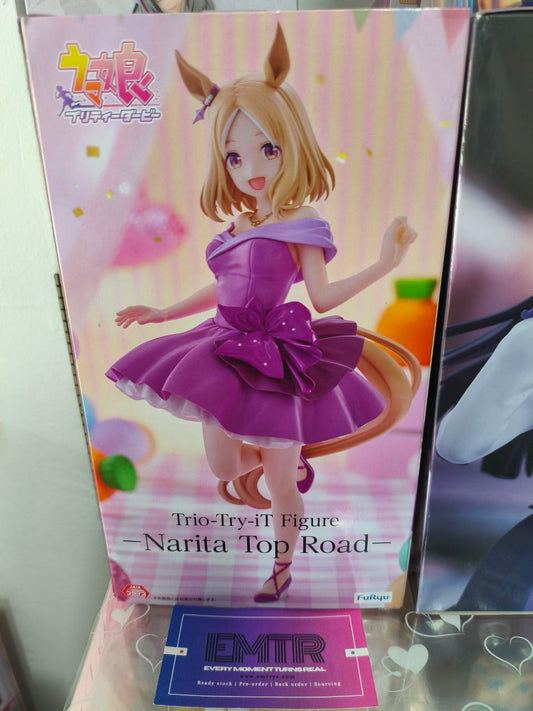 ウマ娘
プリティーダービー
Trio-Try-iT Figure
-Narita Top Road-
FuRyu
EMTR
EVERY MOMENT TURNS REAL
www.emtrys.com
Ready stock | Pre-order | Back order | Sourcing